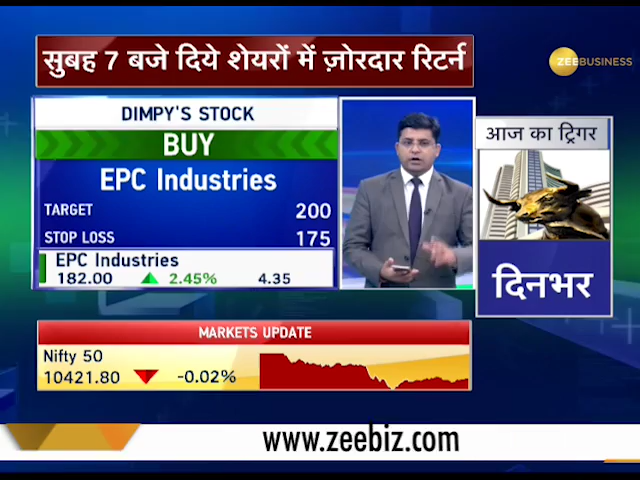 सुबह 7 बजे दिये शेयरों में ज़ोरदार रिटर्न
ZEEBUSINESS
DIMPY'S STOCK
BUY
EPC Industries
TARGET 200
STOP LOSS 175
EPC Industries
182.00 2.45% 4.35
आज का ट्रिगर
दिनभर
MARKETS UPDATE
Nifty 50
10421.80 -0.02%
www.zeebiz.com